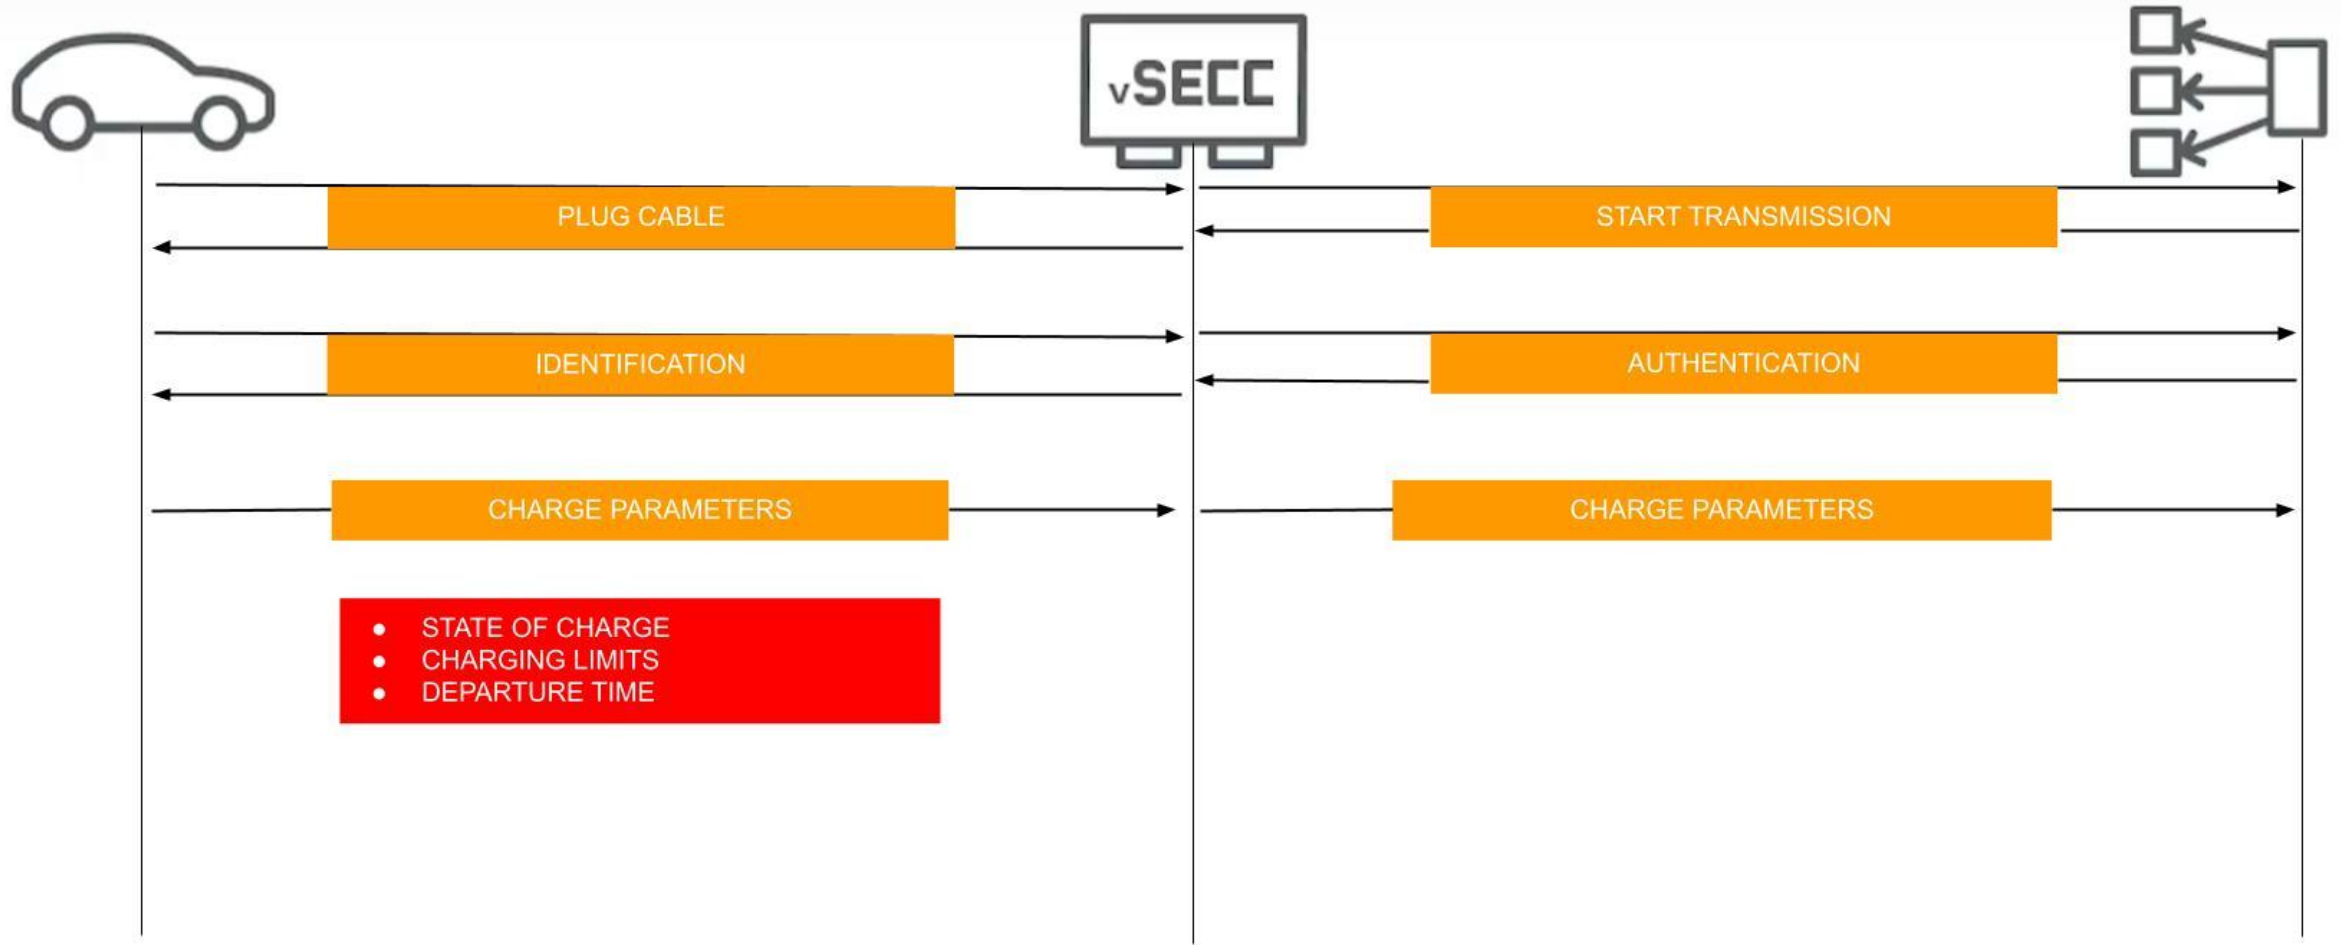 vSECC
PLUG CABLE
START TRANSMISSION
IDENTIFICATION
AUTHENTICATION
CHARGE PARAMETERS
CHARGE PARAMETERS
● STATE OF CHARGE
● CHARGING LIMITS
● DEPARTURE TIME